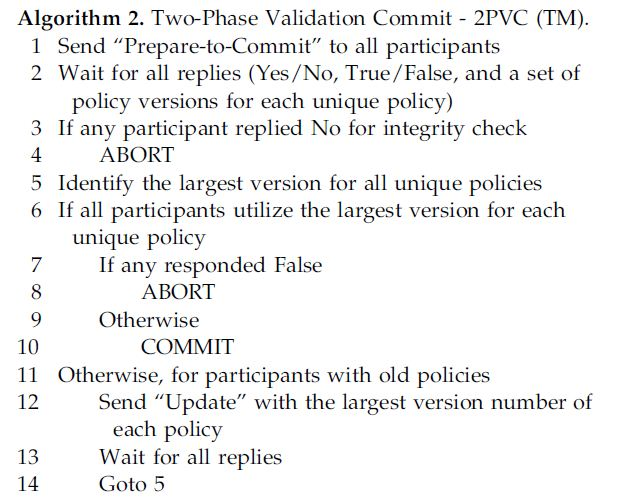 Algorithm 2. Two-Phase Validation Commit - 2PVC (TM).
1 Send “Prepare-to-Commit” to all participants
2 Wait for all replies (Yes/No, True/False, and a set of
policy versions for each unique policy)
3 If any participant replied No for integrity check
4 ABORT
5 Identify the largest version for all unique policies
6 If all participants utilize the largest version for each
unique policy
7 If any responded False
8 ABORT
9 Otherwise
10 COMMIT
11 Otherwise, for participants with old policies
12 Send “Update” with the largest version number of
each policy
13 Wait for all replies
14 Goto 5